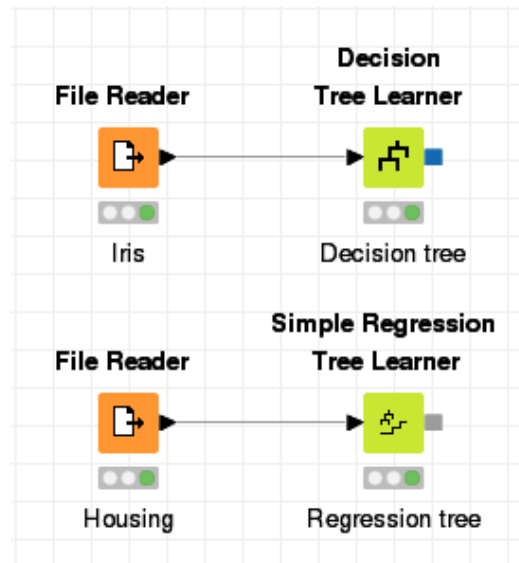 Decision
File Reader
Tree Learner
Iris
Decision tree
Simple Regression
File Reader
Tree Learner
Housing
Regression tree